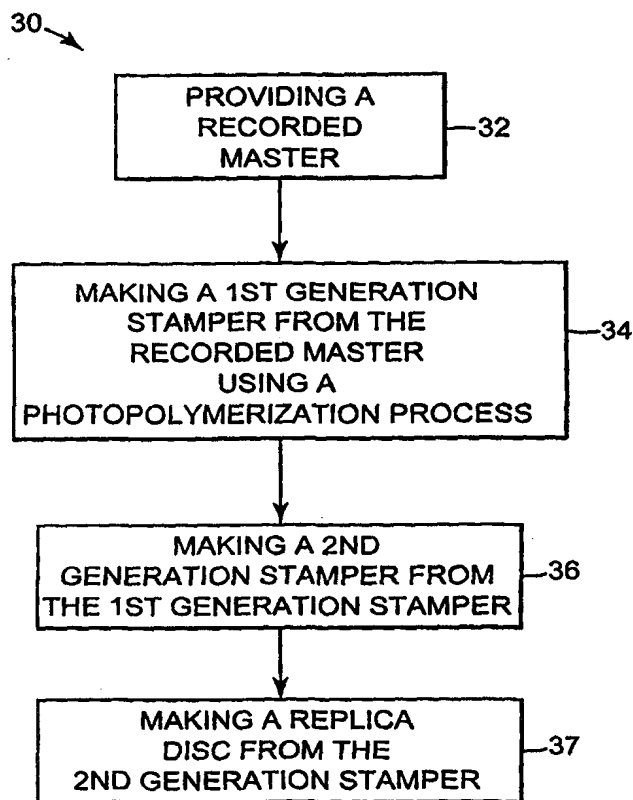 30
PROVIDING A
RECORDED
MASTER
32
MAKING A 1ST GENERATION
STAMPER FROM THE
RECORDED MASTER
USING A
PHOTOPOLYMERIZATION PROCESS
34
MAKING A 2ND
GENERATION STAMPER FROM
THE 1ST GENERATION STAMPER
36
MAKING A REPLICA
DISC FROM THE
2ND GENERATION STAMPER
37